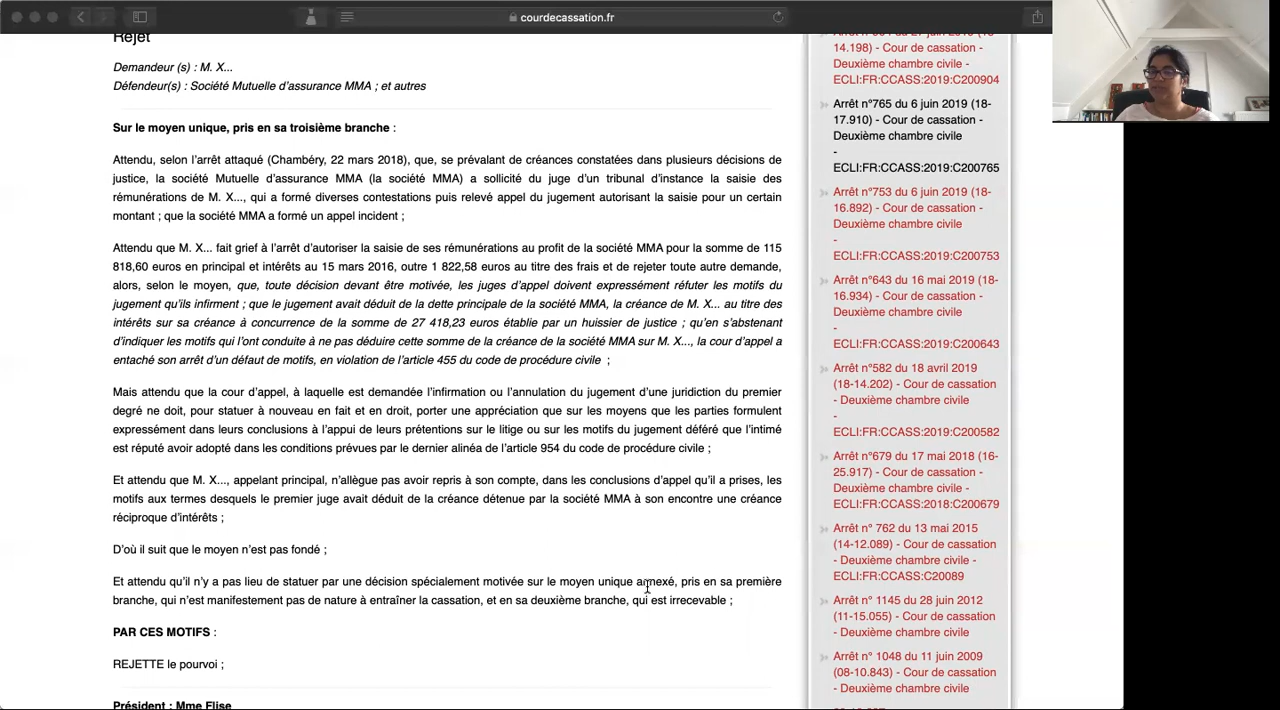 courdecassation.fr
Rejet
Demandeur (s) : M. X...
Défendeur(s) : Société Mutuelle d'assurance MMA ; et autres
Sur le moyen unique, pris en sa troisième branche :
Attendu, selon l'arrêt attaqué (Chambéry, 22 mars 2018), que, se prévalant de créances constatées dans plusieurs décisions de
justice, la société Mutuelle d'assurance MMA (la société MMA) a sollicité du juge d'un tribunal d'instance la saisie des
rémunérations de M. X..., qui a formé diverses contestations puis relevé appel du jugement autorisant la saisie pour un certain
montant ; que la société MMA a formé un appel incident ;
Attendu que M. X... fait grief à l'arrêt d'autoriser la saisie de ses rémunérations au profit de la société MMA pour la somme de 115
818,60 euros en principal et intérêts au 15 mars 2016, outre 1 822,58 euros au titre des frais et de rejeter toute autre demande,
alors, selon le moyen, que, toute décision devant être motivée, les juges d'appel doivent expressément réfuter les motifs du
jugement qu'ils infirment ; que le jugement avait déduit de la dette principale de la société MMA, la créance de M. X... au titre des
intérêts sur sa créance à concurrence de la somme de 27 418,23 euros établie par un huissier de justice ; qu'en s'abstenant
d'indiquer les motifs qui l'ont conduite à ne pas déduire cette somme de la créance de la société MMA sur M. X..., la cour d'appel a
entaché son arrêt d'un défaut de motifs, en violation de l'article 455 du code de procédure civile ;
Mais attendu que la cour d'appel, à laquelle est demandée l'infirmation ou l'annulation du jugement d'une juridiction du premier
degré ne doit, pour statuer à nouveau en fait et en droit, porter une appréciation que sur les moyens que les parties formulent
expressément dans leurs conclusions à l'appui de leurs prétentions sur le litige ou sur les motifs du jugement déféré que l'intimé
est réputé avoir adopté dans les conditions prévues par le dernier alinéa de l'article 954 du code de procédure civile ;
Et attendu que M. X..., appelant principal, n'allègue pas avoir repris à son compte, dans les conclusions d'appel qu'il a prises, les
motifs aux termes desquels le premier juge avait déduit de la créance détenue par la société MMA à son encontre une créance
réciproque d'intérêts ;
D'où il suit que le moyen n'est pas fondé ;
Et attendu qu'il n'y a pas lieu de statuer par une décision spécialement motivée sur le moyen unique annexé, pris en sa première
branche, qui n'est manifestement pas de nature à entraîner la cassation, et en sa deuxième branche, qui est irrecevable ;
PAR CES MOTIFS :
REJETTE le pourvoi ;
Président : Mme Flise
14.198) - Cour de cassation -
Deuxième chambre civile -
ECLI:FR:CCASS:2019:C200904
Arrêt n°765 du 6 juin 2019 (18-
17.910) - Cour de cassation -
Deuxième chambre civile
-
ECLI:FR:CCASS:2019:C200765
Arrêt n°753 du 6 juin 2019 (18-
16.892) - Cour de cassation -
Deuxième chambre civile
-
ECLI:FR:CCASS:2019:C200753
Arrêt n°643 du 16 mai 2019 (18-
16.934) - Cour de cassation -
Deuxième chambre civile
-
ECLI:FR:CCASS:2019:C200643
Arrêt n°582 du 18 avril 2019
(18-14.202) - Cour de cassation
- Deuxième chambre civile
-
ECLI:FR:CCASS:2019:C200582
Arrêt n°679 du 17 mai 2018 (16-
25.917) - Cour de cassation -
Deuxième chambre civile -
ECLI:FR:CCASS:2018:C200679
Arrêt n° 762 du 13 mai 2015
(14-12.089) - Cour de cassation
- Deuxième chambre civile -
ECLI:FR:CCASS:C20089
Arrêt n° 1145 du 28 juin 2012
(11-15.055) - Cour de cassation
- Deuxième chambre civile
Arrêt n° 1048 du 11 juin 2009
(08-10.843) - Cour de cassation
- Deuxième chambre civile